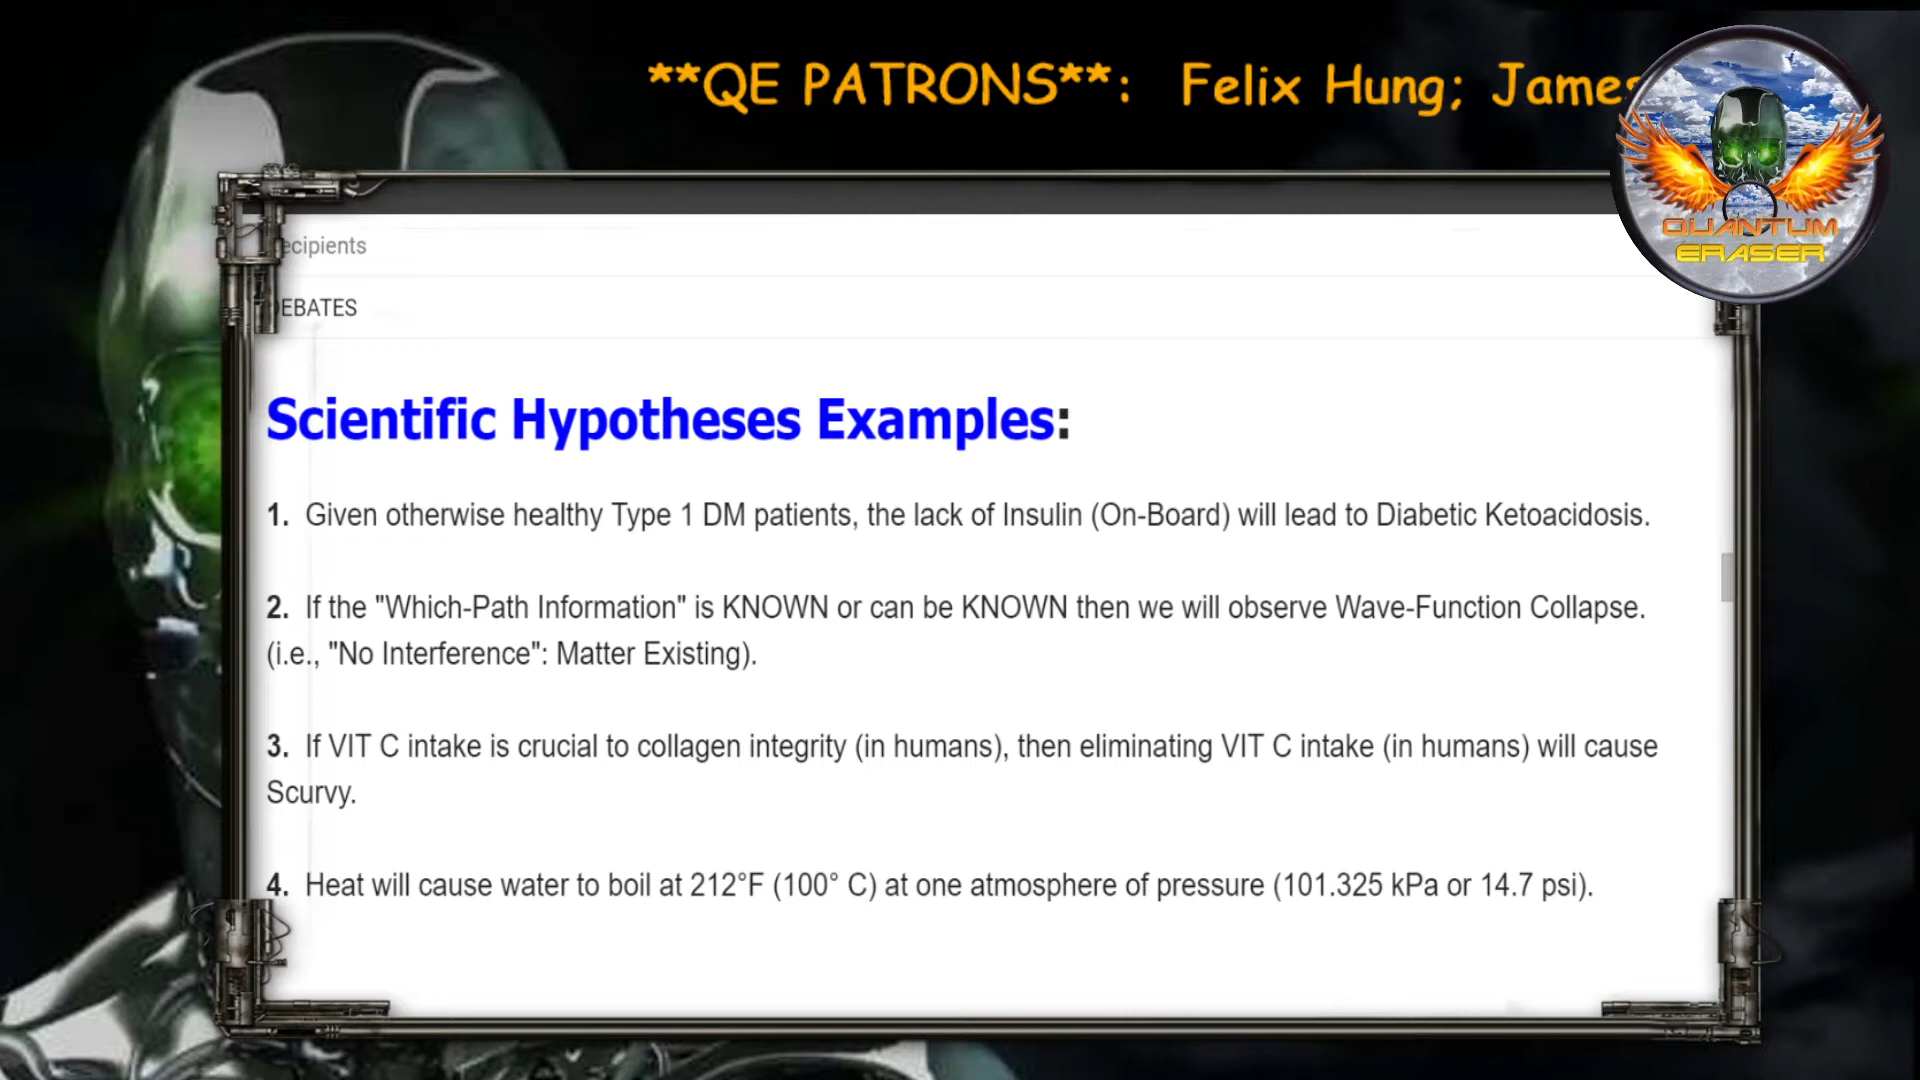 **QE PATRONS**: Felix Hung; James
QUANTUM
ERASER
ecipients
DEBATES
Scientific Hypotheses Examples:
1. Given otherwise healthy Type 1 DM patients, the lack of Insulin (On-Board) will lead to Diabetic Ketoacidosis.
2. If the "Which-Path Information" is KNOWN or can be KNOWN then we will observe Wave-Function Collapse.
(i.e., "No Interference": Matter Existing).
3. If VIT C intake is crucial to collagen integrity (in humans), then eliminating VIT C intake (in humans) will cause
Scurvy.
4. Heat will cause water to boil at 212°F (100° C) at one atmosphere of pressure (101.325 kPa or 14.7 psi).